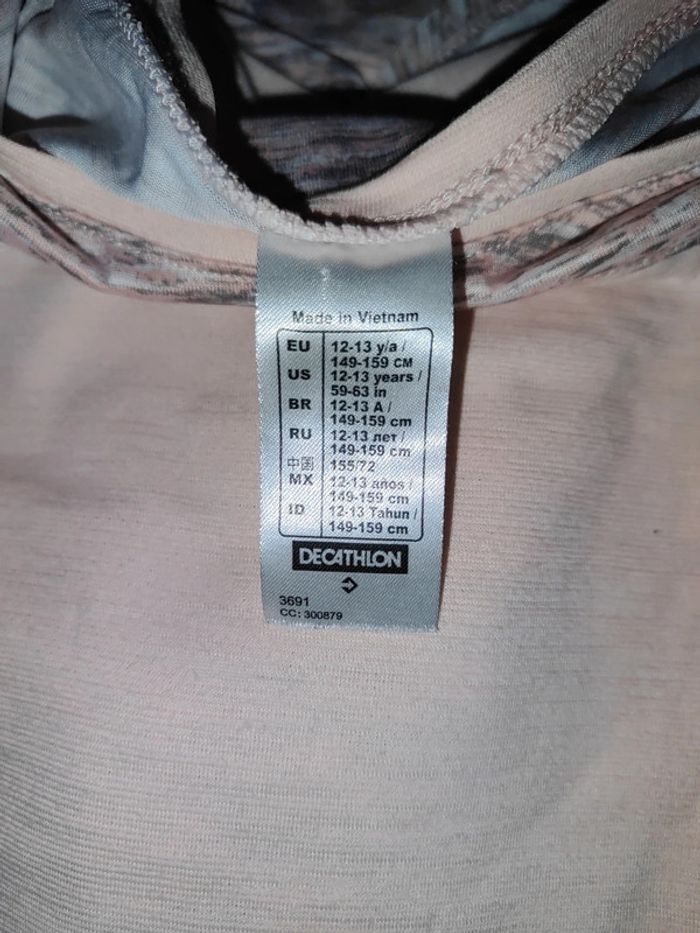 Made in Vietnam
EU 12-13 y/a /
149-159 CM
US 12-13 years /
59-63 in
BR 12-13 A /
149-159 cm
RU 12-13 лет /
149-159 cm
中国 155/72
MX 12-13 años /
149-159 cm
ID 12-13 Tahun /
149-159 cm
DECATHLON
3691
CC: 300879